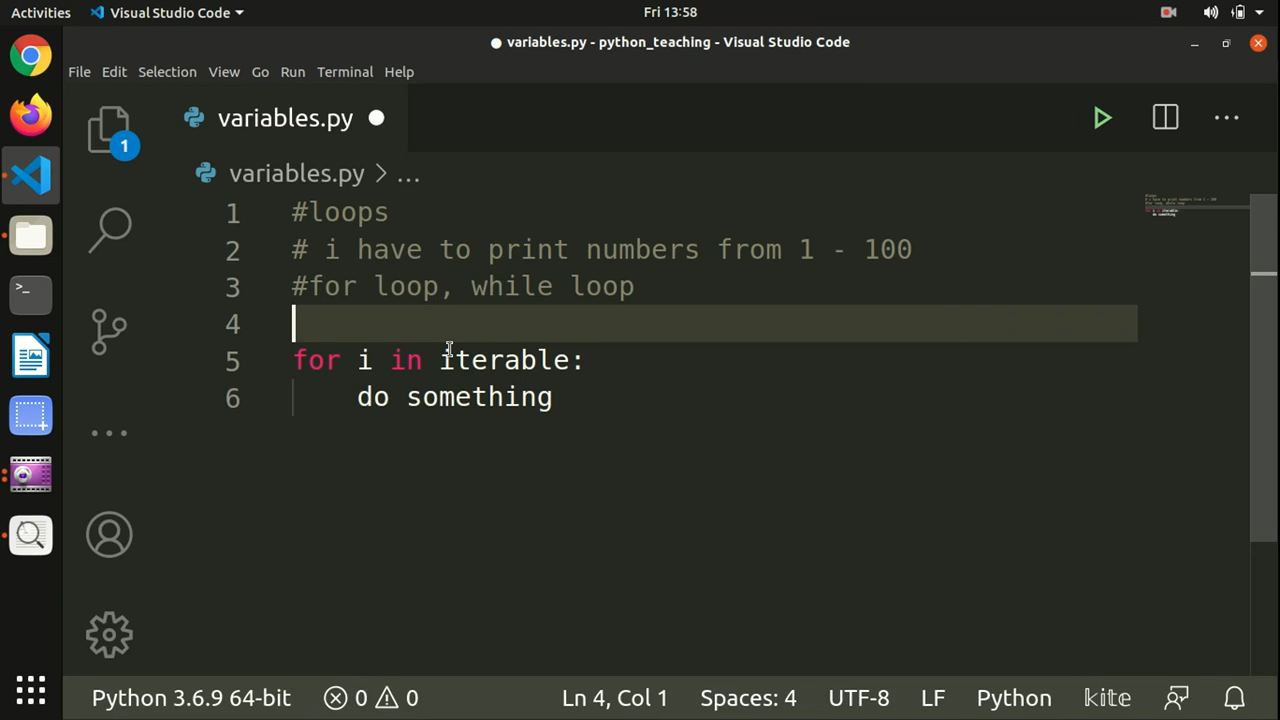 Activities Visual Studio Code Fri 13:58
variables.py - python_teaching - Visual Studio Code
File Edit Selection View Go Run Terminal Help
variables.py
1
variables.py > ...
1 #loops
2 # i have to print numbers from 1 - 100
3 #for loop, while loop
4
5 for i in iterable:
6 do something
Python 3.6.9 64-bit 0 0 Ln 4, Col 1 Spaces: 4 UTF-8 LF Python kite